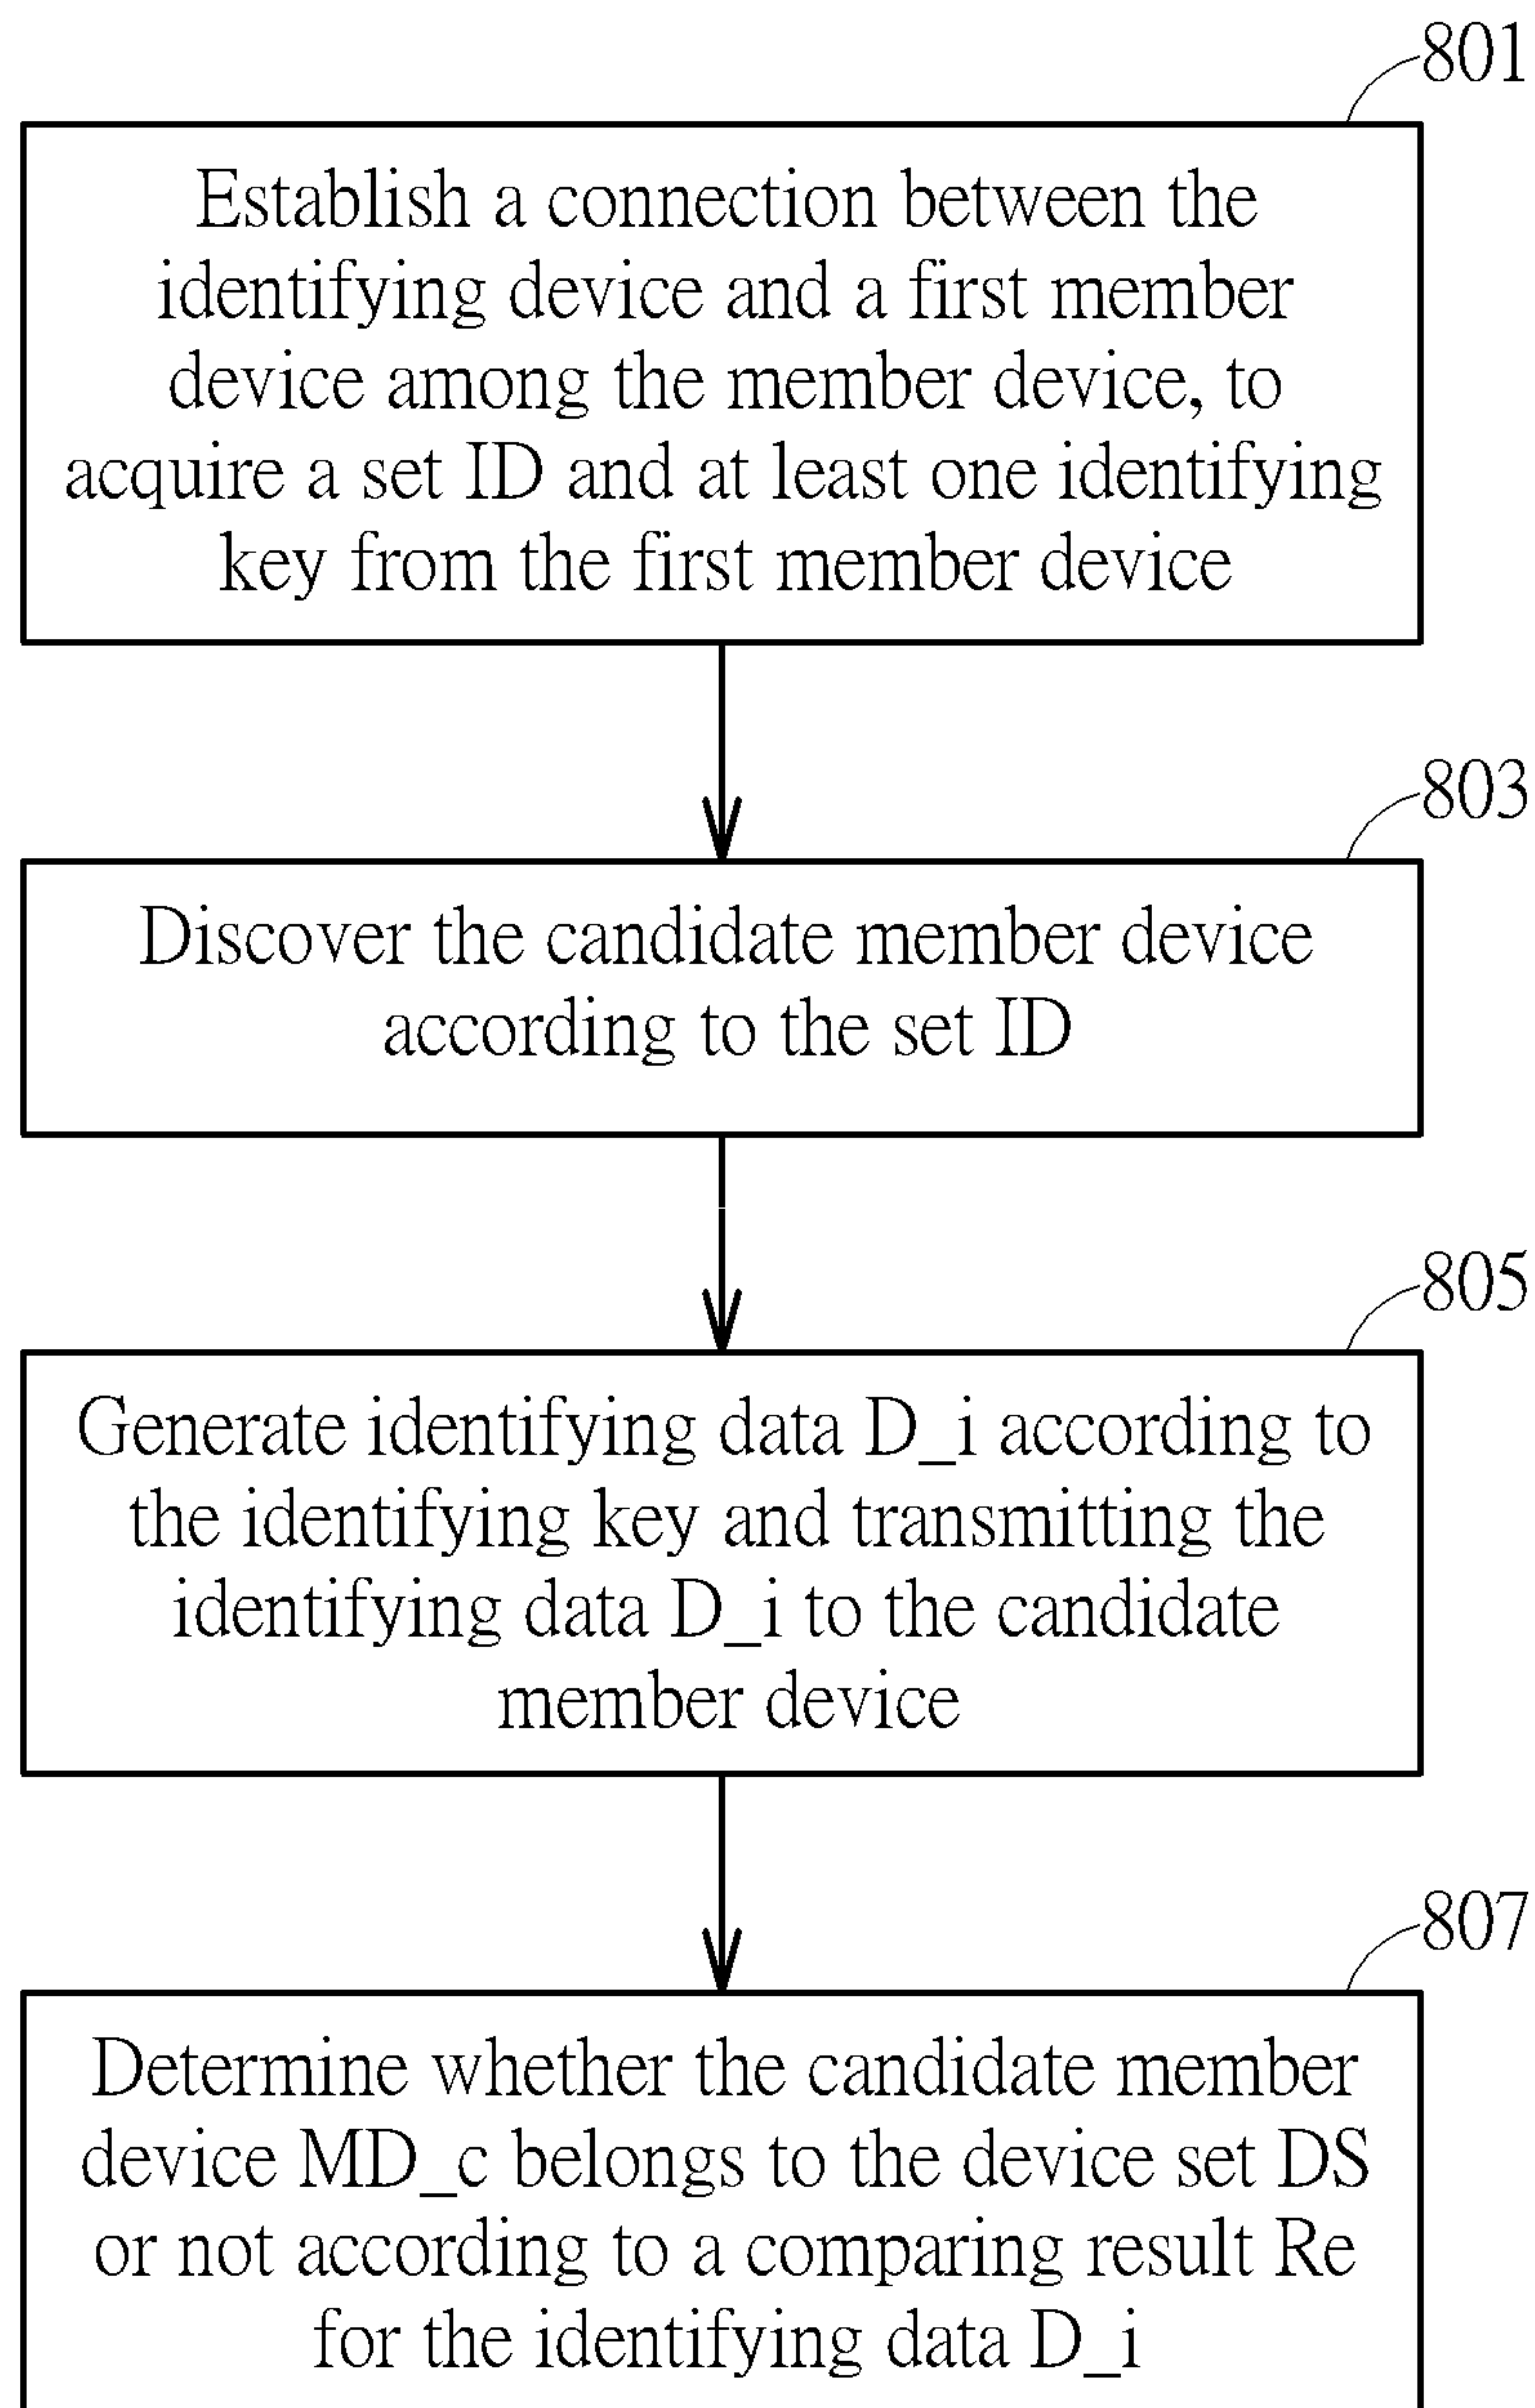 801
Establish a connection between the
identifying device and a first member
device among the member device, to
acquire a set ID and at least one identifying
key from the first member device
803
Discover the candidate member device
according to the set ID
805
Generate identifying data D_i according to
the identifying key and transmitting the
identifying data D_i to the candidate
member device
807
Determine whether the candidate member
device MD_c belongs to the device set DS
or not according to a comparing result Re
for the identifying data D_i